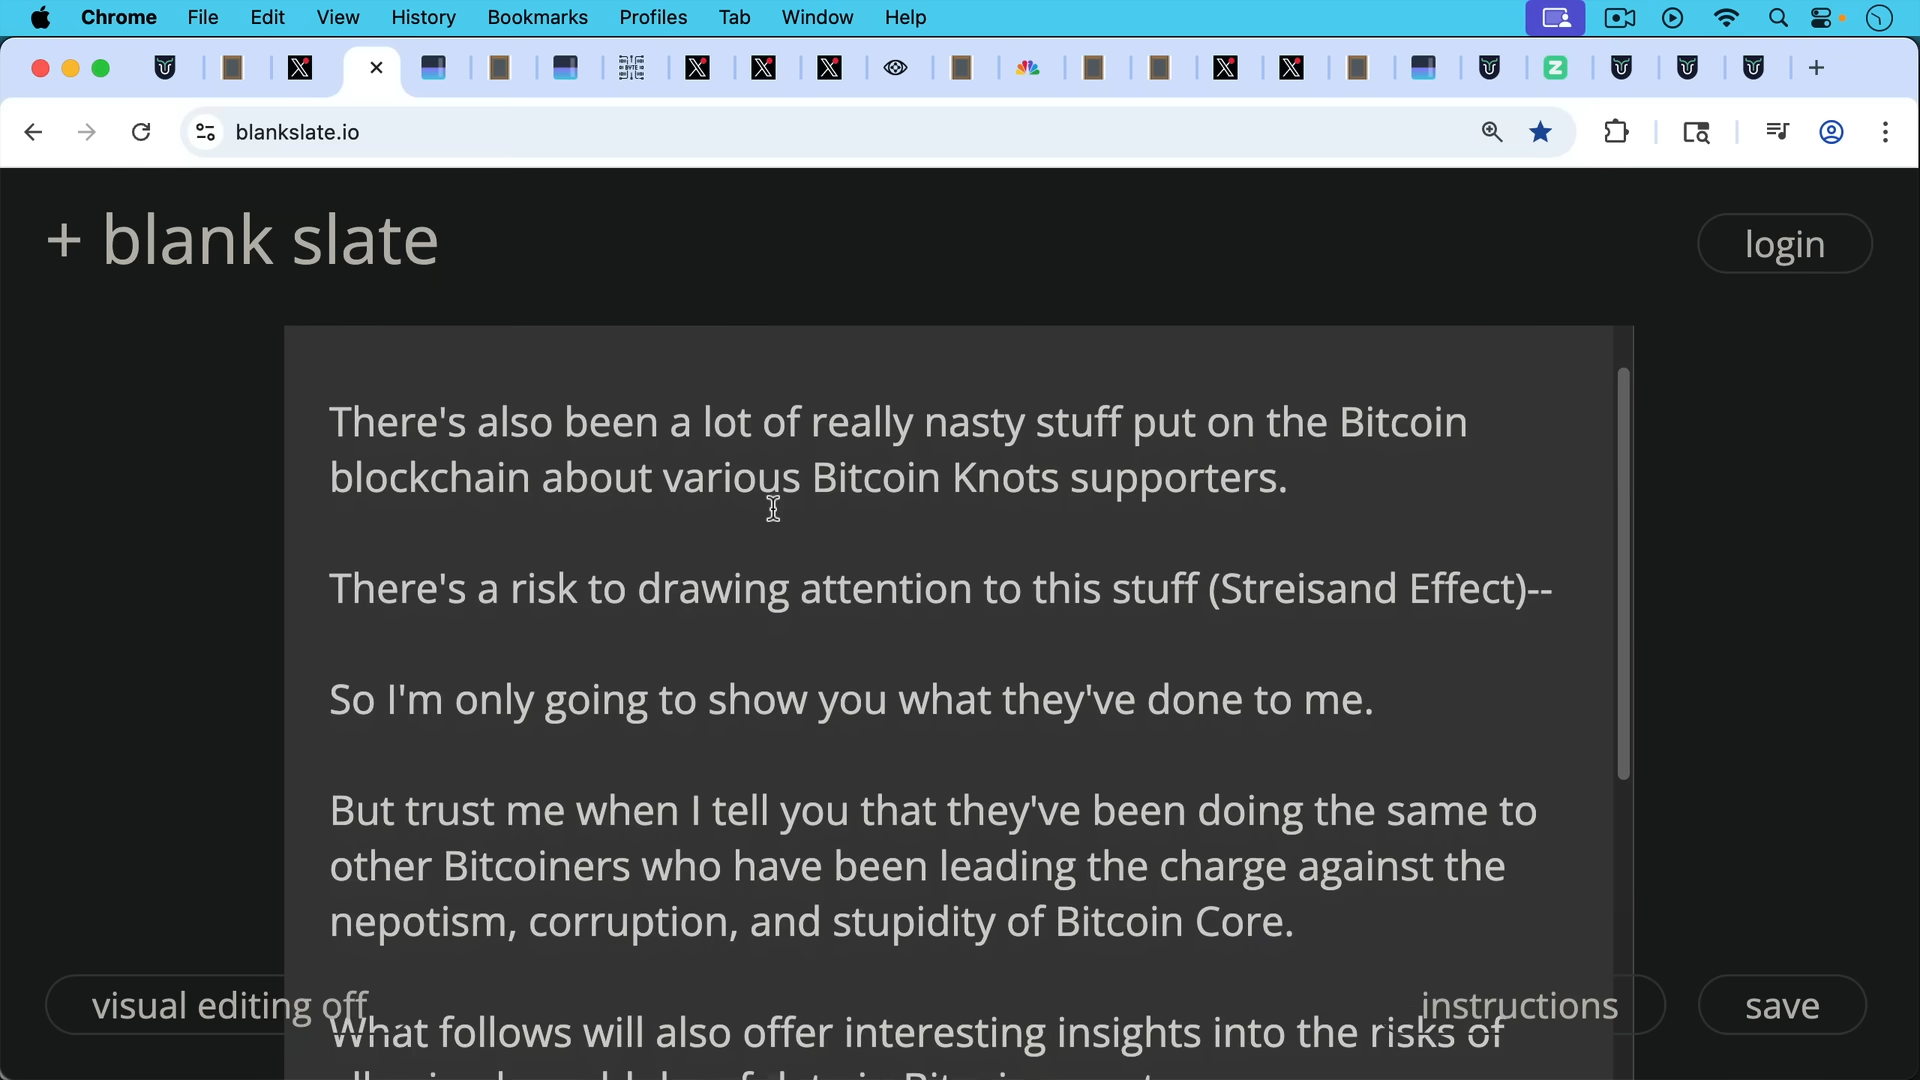 Chrome File Edit View History Bookmarks Profiles Tab Window Help
blankslate.io
+ blank slate
login
There's also been a lot of really nasty stuff put on the Bitcoin
blockchain about various Bitcoin Knots supporters.
There's a risk to drawing attention to this stuff (Streisand Effect)--
So I'm only going to show you what they've done to me.
But trust me when I tell you that they've been doing the same to
other Bitcoiners who have been leading the charge against the
nepotism, corruption, and stupidity of Bitcoin Core.
visual editing off
instructions
save
What follows will also offer interesting insights into the risks of